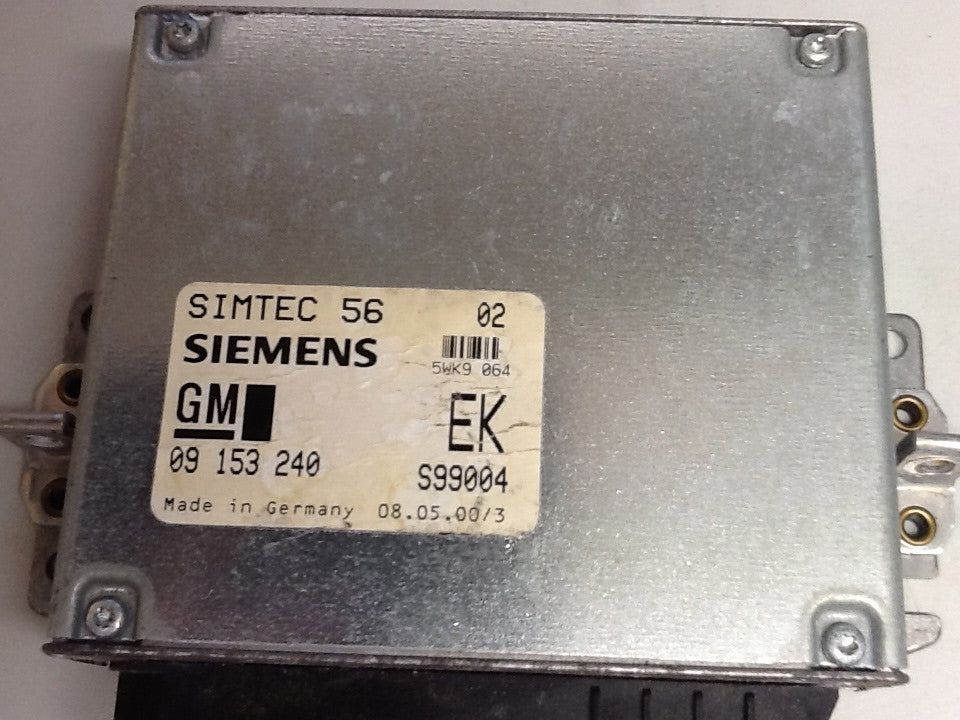 SIMTEC 56 02
SIEMENS
5WK9 064
GM EK
09 153 240 S99004
Made in Germany 08.05.00/3